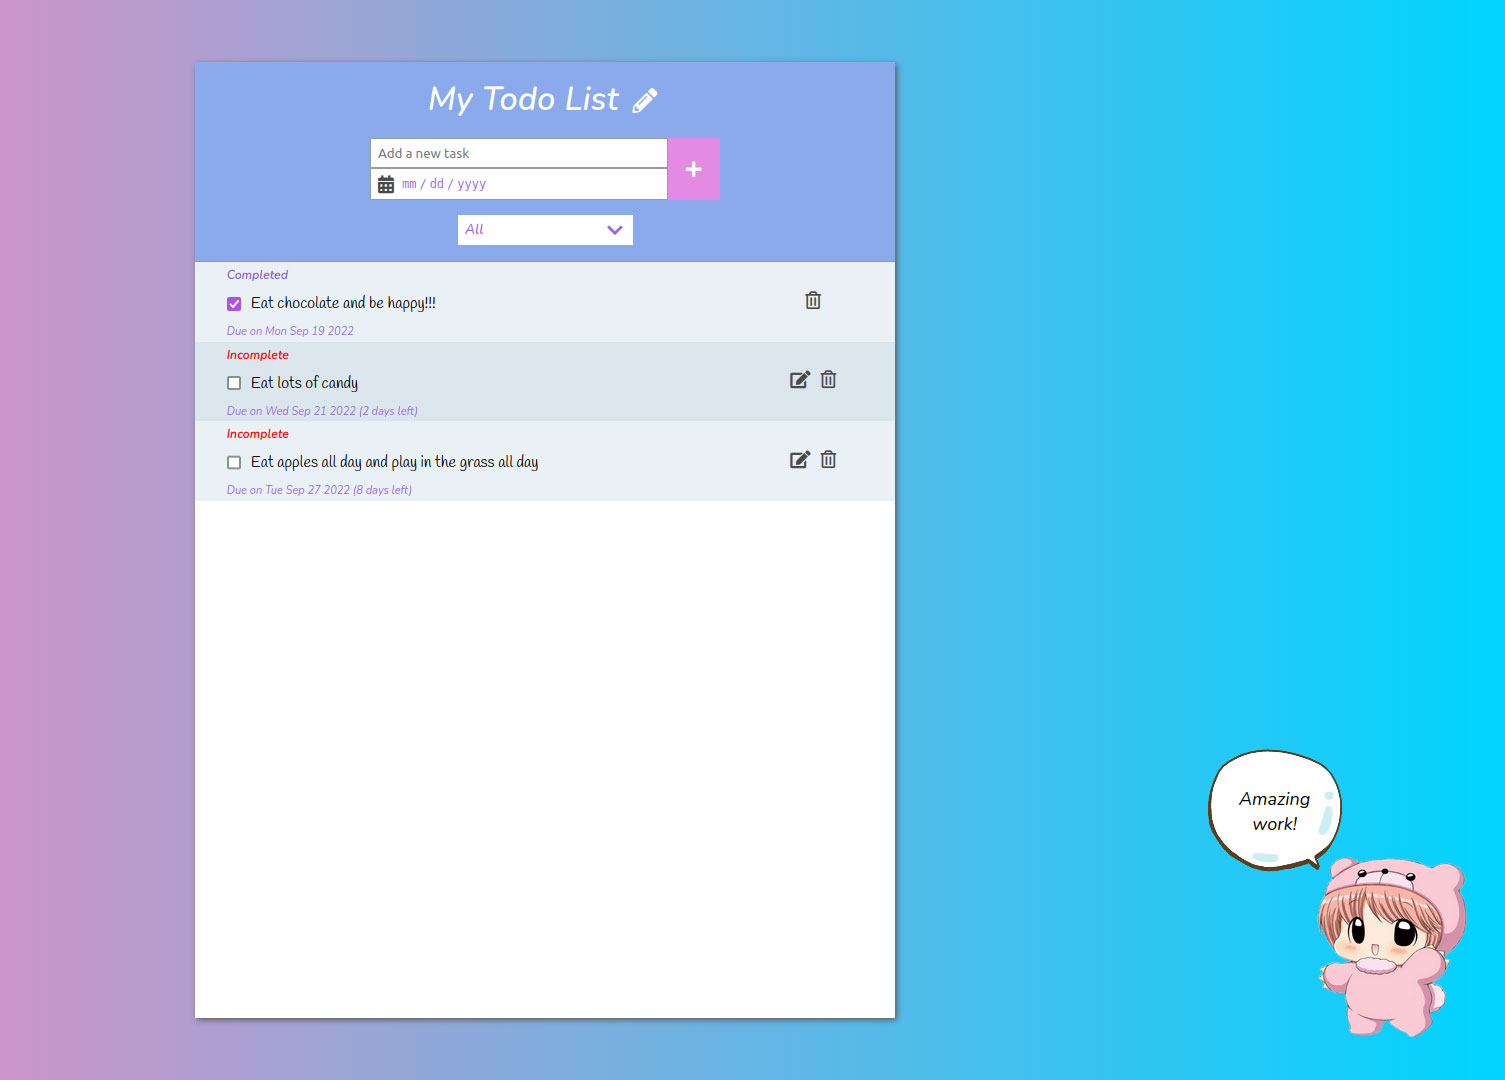 My Todo List
Add a new task
mm / dd / yyyy
All
Completed
Eat chocolate and be happy!!!
Due on Mon Sep 19 2022
Incomplete
Eat lots of candy
Due on Wed Sep 21 2022 (2 days left)
Incomplete
Eat apples all day and play in the grass all day
Due on Tue Sep 27 2022 (8 days left)
Amazing
work!